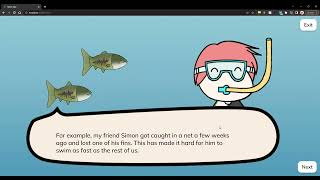 Exit
For example, my friend Simon got caught in a net a few weeks
ago and lost one of his fins. This has made it hard for him to
swim as fast as the rest of us.
Next